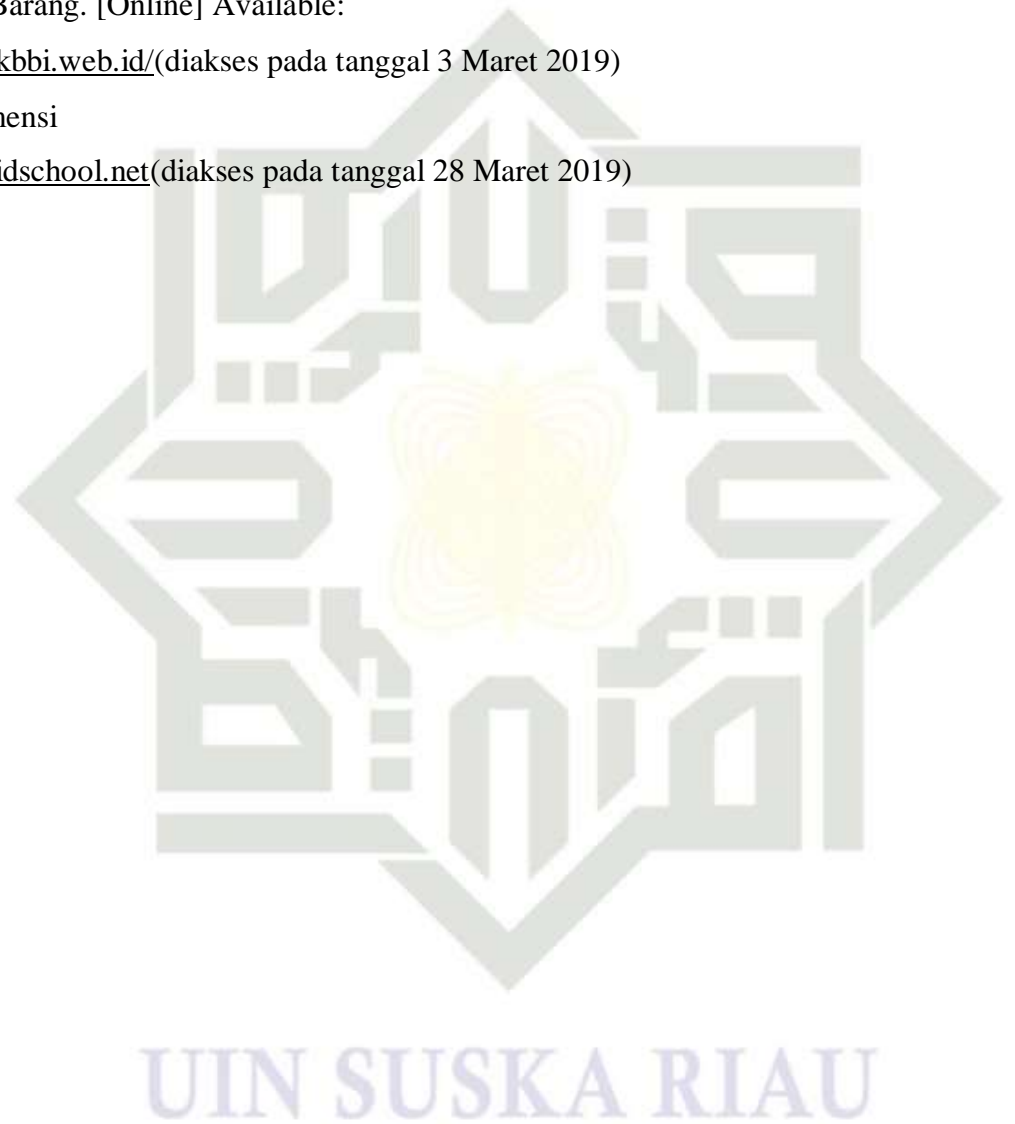 Barang. [Online] Available:
kbbi.web.id/(diakses pada tanggal 3 Maret 2019)
mensi
idschool.net(diakses pada tanggal 28 Maret 2019)
UIN SUSKA RIAU